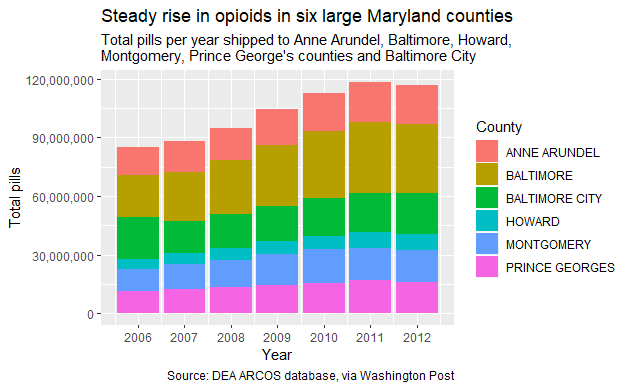 Steady rise in opioids in six large Maryland counties
Total pills per year shipped to Anne Arundel, Baltimore, Howard,
Montgomery, Prince George's counties and Baltimore City
120,000,000
90,000,000
60,000,000
30,000,000
0
Total pills
2006 2007 2008 2009 2010 2011 2012
Year
County
ANNE ARUNDEL
BALTIMORE
BALTIMORE CITY
HOWARD
MONTGOMERY
PRINCE GEORGES
Source: DEA ARCOS database, via Washington Post